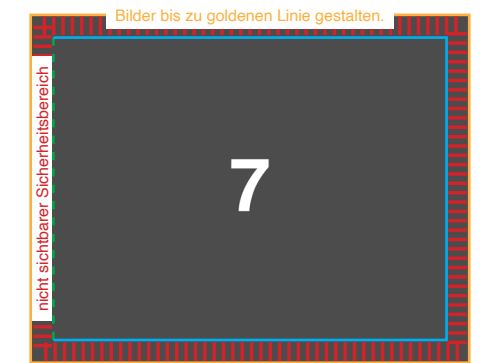 Bilder bis zu goldenen Linie gestalten.
nicht sichtbarer Sicherheitsbereich
7